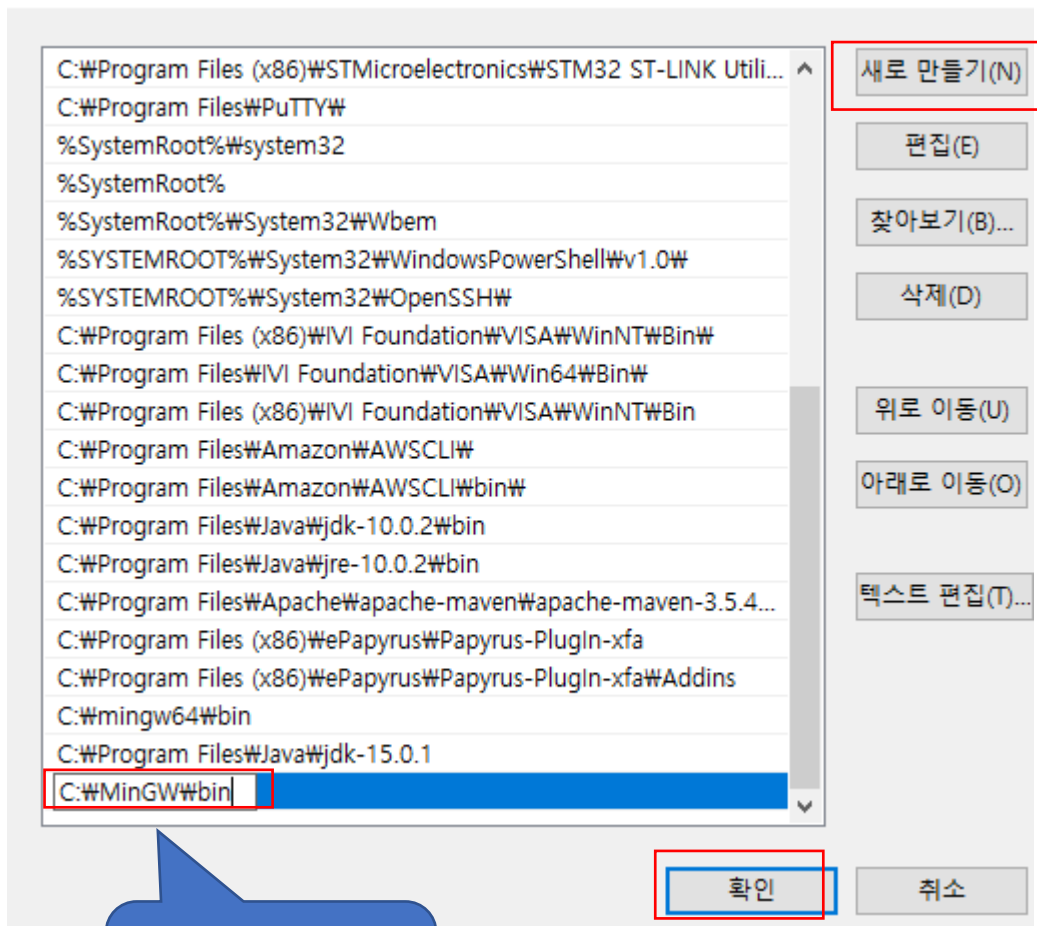 C:₩Program Files (x86)₩STMicroelectronics₩STM32 ST-LINK Utili...
C:₩Program Files₩PuTTY₩
%SystemRoot%₩system32
%SystemRoot%
%SystemRoot%₩System32₩Wbem
%SYSTEMROOT%₩System32₩WindowsPowerShell₩v1.0₩
%SYSTEMROOT%₩System32₩OpenSSH₩
C:₩Program Files (x86)₩IVI Foundation₩VISA₩WinNT₩Bin₩
C:₩Program Files₩IVI Foundation₩VISA₩Win64₩Bin₩
C:₩Program Files (x86)₩IVI Foundation₩VISA₩WinNT₩Bin
C:₩Program Files₩Amazon₩AWSCLI₩
C:₩Program Files₩Amazon₩AWSCLI₩bin₩
C:₩Program Files₩Java₩jdk-10.0.2₩bin
C:₩Program Files₩Java₩jre-10.0.2₩bin
C:₩Program Files₩Apache₩apache-maven₩apache-maven-3.5.4...
C:₩Program Files (x86)₩ePapyrus₩Papyrus-PlugIn-xfa
C:₩Program Files (x86)₩ePapyrus₩Papyrus-PlugIn-xfa₩Addins
C:₩mingw64₩bin
C:₩Program Files₩Java₩jdk-15.0.1
C:₩MinGW₩bin
새로 만들기(N)
편집(E)
찾아보기(B)...
삭제(D)
위로 이동(U)
아래로 이동(O)
텍스트 편집(T)...
확인
취소